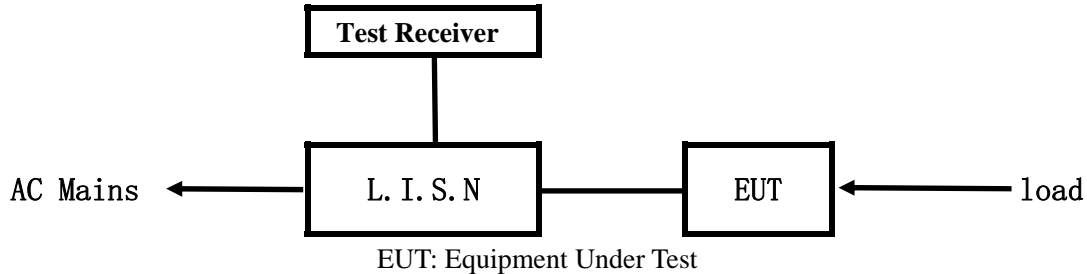 Test Receiver
AC Mains L.I.S.N EUT load
EUT: Equipment Under Test